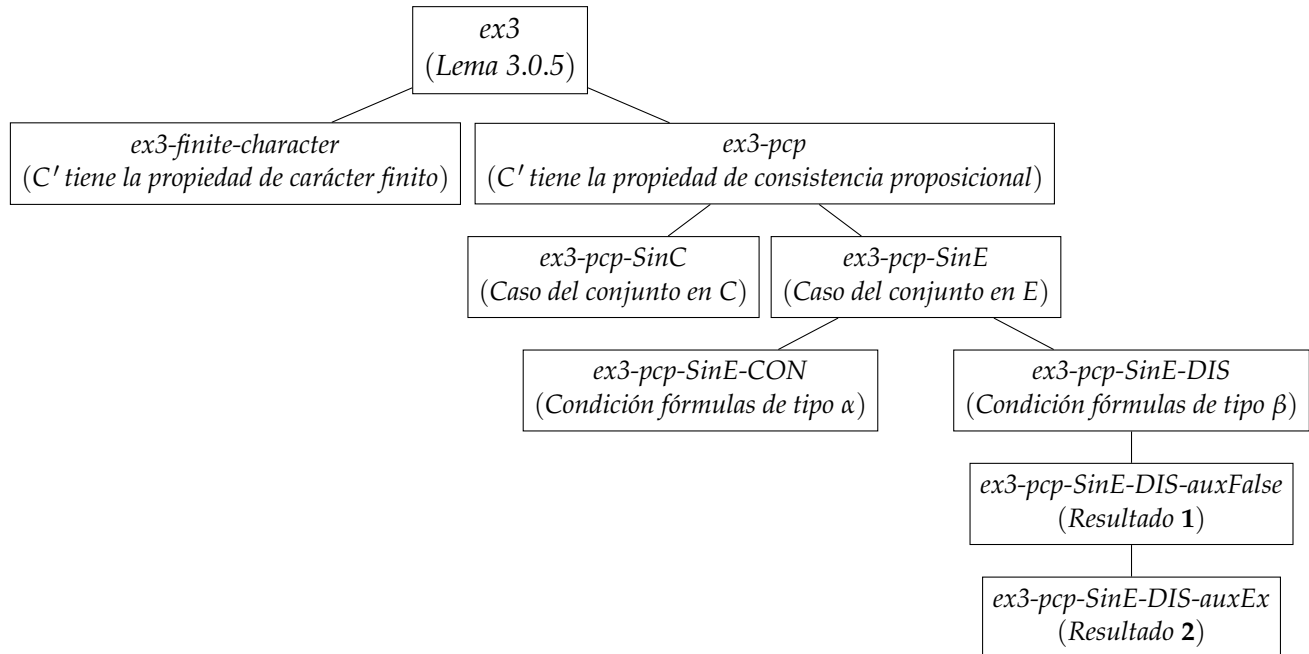 ex3
(Lema 3.0.5)
ex3-finite-character
(C′ tiene la propiedad de carácter finito)
ex3-pcp
(C′ tiene la propiedad de consistencia proposicional)
ex3-pcp-SinC
(Caso del conjunto en C)
ex3-pcp-SinE
(Caso del conjunto en E)
ex3-pcp-SinE-CON
(Condición fórmulas de tipo α)
ex3-pcp-SinE-DIS
(Condición fórmulas de tipo β)
ex3-pcp-SinE-DIS-auxFalse
(Resultado 1)
ex3-pcp-SinE-DIS-auxEx
(Resultado 2)